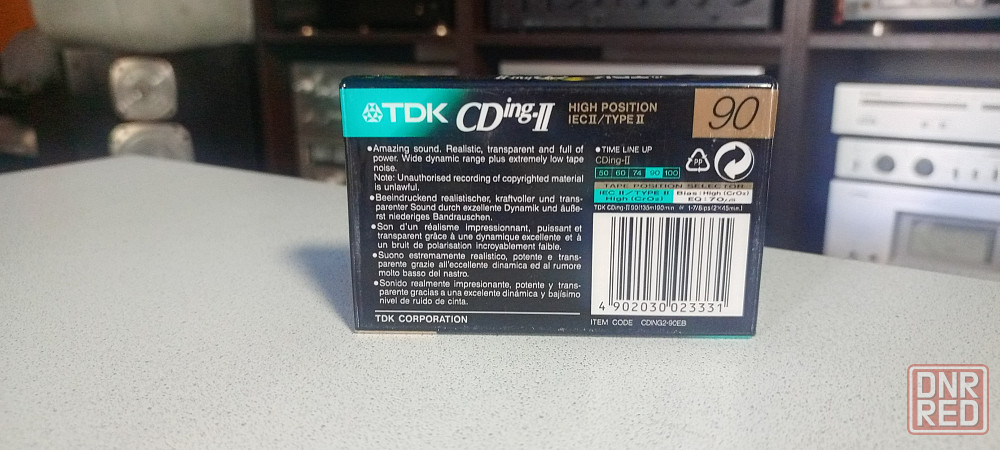 TDK CDing-II
HIGH POSITION
IECII/TYPE II
90
●Amazing sound. Realistic, transparent and full of
power. Wide dynamic range plus extremely low tape
noise.
Note: Unauthorised recording of copyrighted material
is unlawful.
●Beeindruckend realistischer, kraftvoller und trans-
parenter Sound durch exzellente Dynamik und äuße-
rst niederiges Bandrauschen.
●Son d'un réalisme impressionnant, puissant et
transparent grâce à une dynamique excellente et à
un bruit de polarisation incroyablement faible.
●Suono estremamente realistico, potente e tras-
parente grazie all'eccellente dinamica ed al rumore
molto basso del nastro.
●Sonido realmente impresionante, potente y trans-
parente gracias a una excelente dinámica y bajísimo
nivel de ruido de cinta.
TDK CORPORATION
●TIME LINE UP
CDing-II
60 74 90 100
PP
TAPE POSITION SELECTOR
IEC II/TYPE II
High (CrO₂)
Bias : High (CrO₂)
EQ : 70μs
4 902030 023331
ITEM CODE CDING2-90EB
DNR
RED